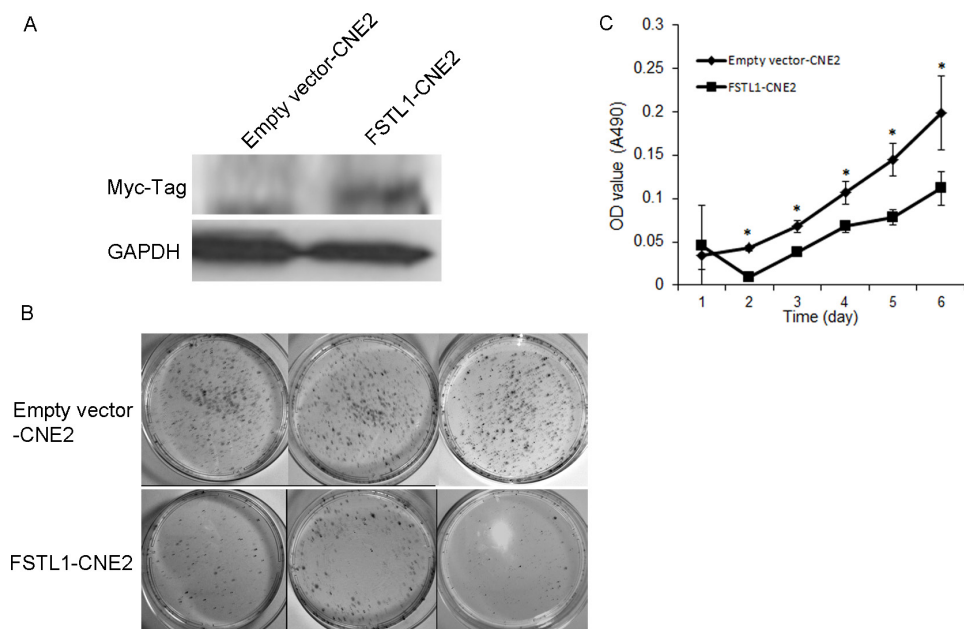 A
Empty vector-CNE2
FSTL1-CNE2
Myc-Tag
GAPDH
B
Empty vector
-CNE2
FSTL1-CNE2
C
0.3
0.25
0.2
0.15
0.1
0.05
0
OD value (A490)
Empty vector-CNE2
FSTL1-CNE2
*
*
*
*
*
1 2 3 4 5 6
Time (day)